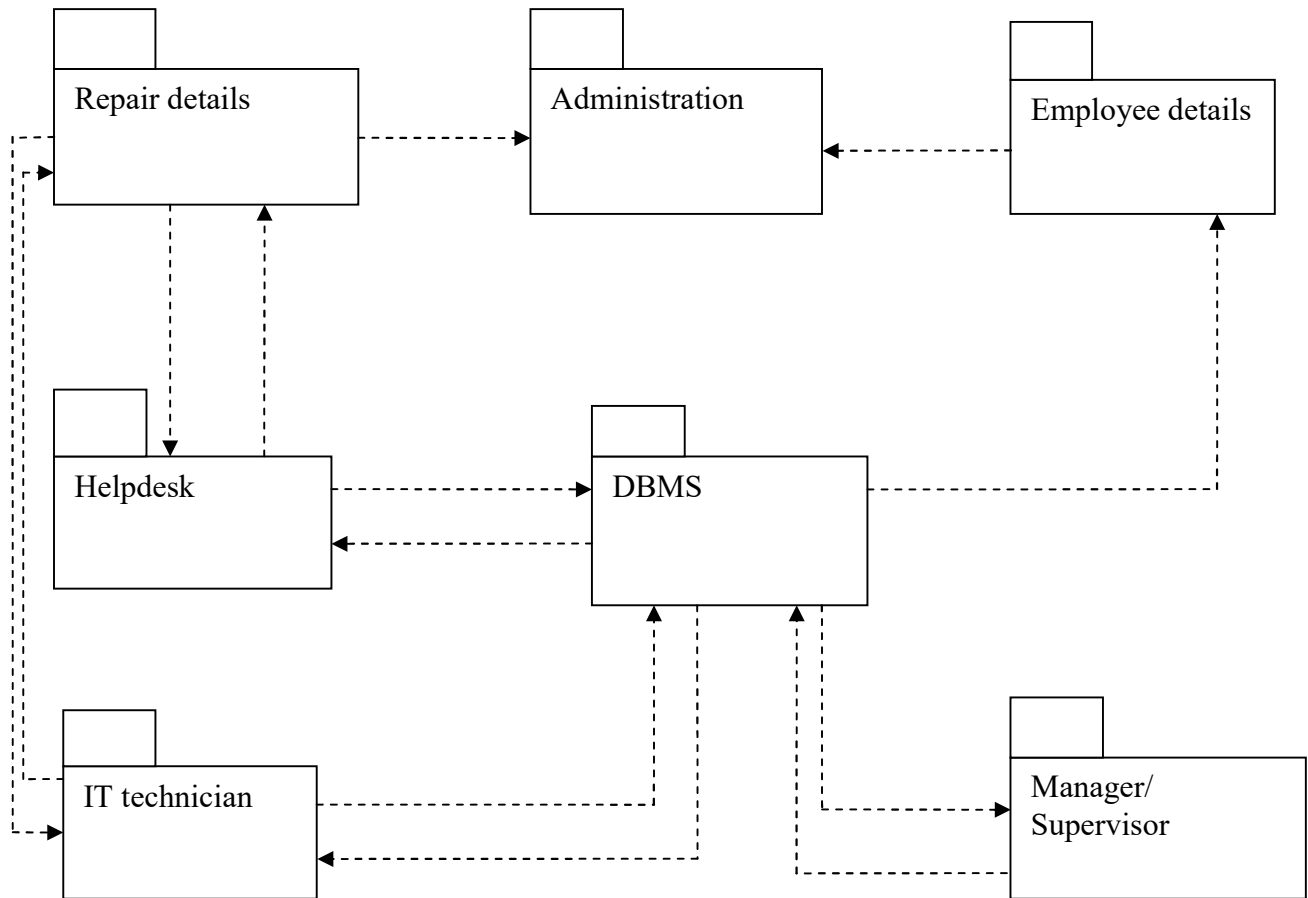 Repair details
Administration
Employee details
Helpdesk
DBMS
IT technician
Manager/
Supervisor